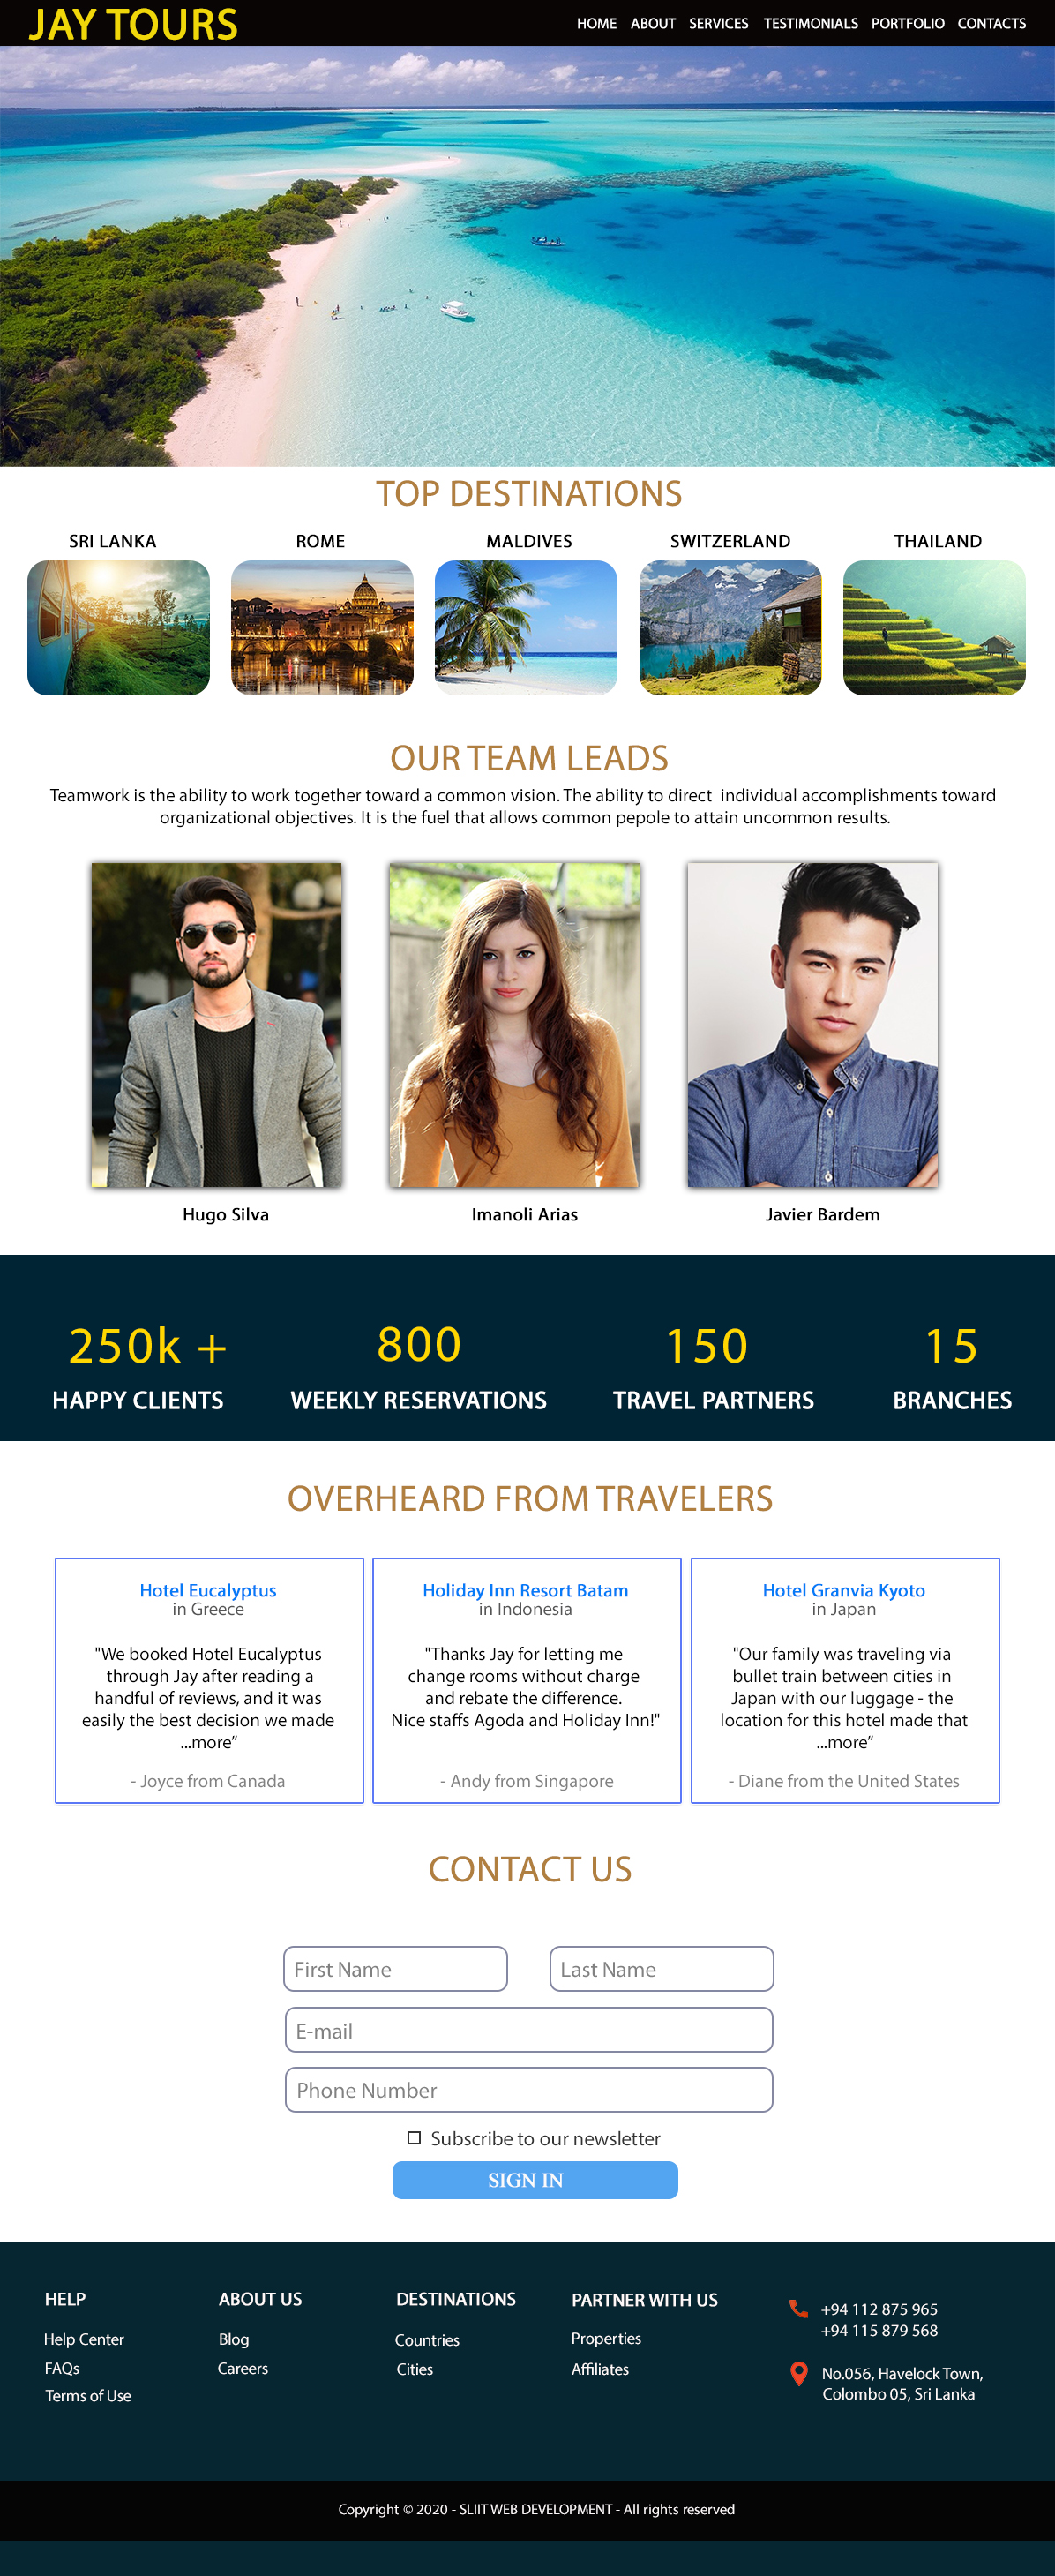 JAY TOURS
HOME ABOUT SERVICES TESTIMONIALS PORTFOLIO CONTACTS
TOP DESTINATIONS
SRI LANKA ROME MALDIVES SWITZERLAND THAILAND
OUR TEAM LEADS
Teamwork is the ability to work together toward a common vision. The ability to direct  individual accomplishments toward
organizational objectives. It is the fuel that allows common pepole to attain uncommon results.
Hugo Silva Imanoli Arias Javier Bardem
250k + 800 150 15
HAPPY CLIENTS WEEKLY RESERVATIONS TRAVEL PARTNERS BRANCHES
OVERHEARD FROM TRAVELERS
Hotel Eucalyptus
in Greece
"We booked Hotel Eucalyptus
through Jay after reading a
handful of reviews, and it was
easily the best decision we made
...more”
- Joyce from Canada
Holiday Inn Resort Batam
in Indonesia
"Thanks Jay for letting me
change rooms without charge
and rebate the difference.
Nice staffs Agoda and Holiday Inn!"
- Andy from Singapore
Hotel Granvia Kyoto
in Japan
"Our family was traveling via
bullet train between cities in
Japan with our luggage - the
location for this hotel made that
...more”
- Diane from the United States
CONTACT US
First Name Last Name
E-mail
Phone Number
Subscribe to our newsletter
SIGN IN
HELP
Help Center
FAQs
Terms of Use
ABOUT US
Blog
Careers
DESTINATIONS
Countries
Cities
PARTNER WITH US
Properties
Affiliates
+94 112 875 965
+94 115 879 568
No.056, Havelock Town,
Colombo 05, Sri Lanka
Copyright © 2020 - SLIIT WEB DEVELOPMENT - All rights reserved